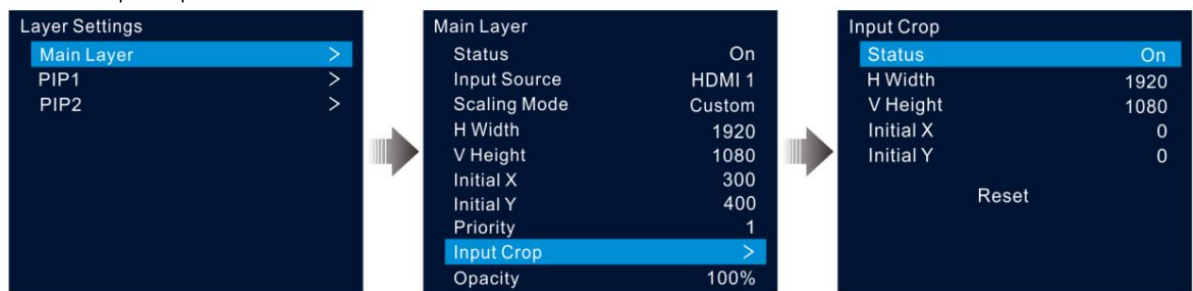 Layer Settings
Main Layer >
PIP1 >
PIP2 >
Main Layer
Status On
Input Source HDMI 1
Scaling Mode Custom
H Width 1920
V Height 1080
Initial X 300
Initial Y 400
Priority 1
Input Crop >
Opacity 100%
Input Crop
Status On
H Width 1920
V Height 1080
Initial X 0
Initial Y 0
Reset